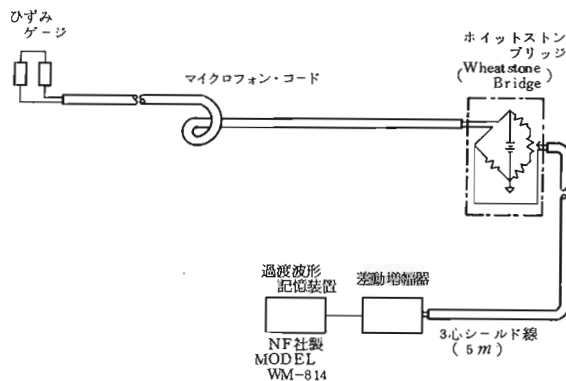 ひずみ
ゲージ
マイクロフォン・コード
ホイットストン
ブリッジ
(Wheatstone
Bridge)
過渡波形
記憶装置
差動増幅器
NF社製
MODEL
WM-814
3心シールド線
(5m)